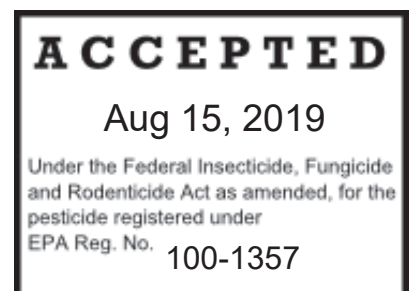 ACCEPTED
Aug 15, 2019
Under the Federal Insecticide, Fungicide
and Rodenticide Act as amended, for the
pesticide registered under
EPA Reg. No. 100-1357